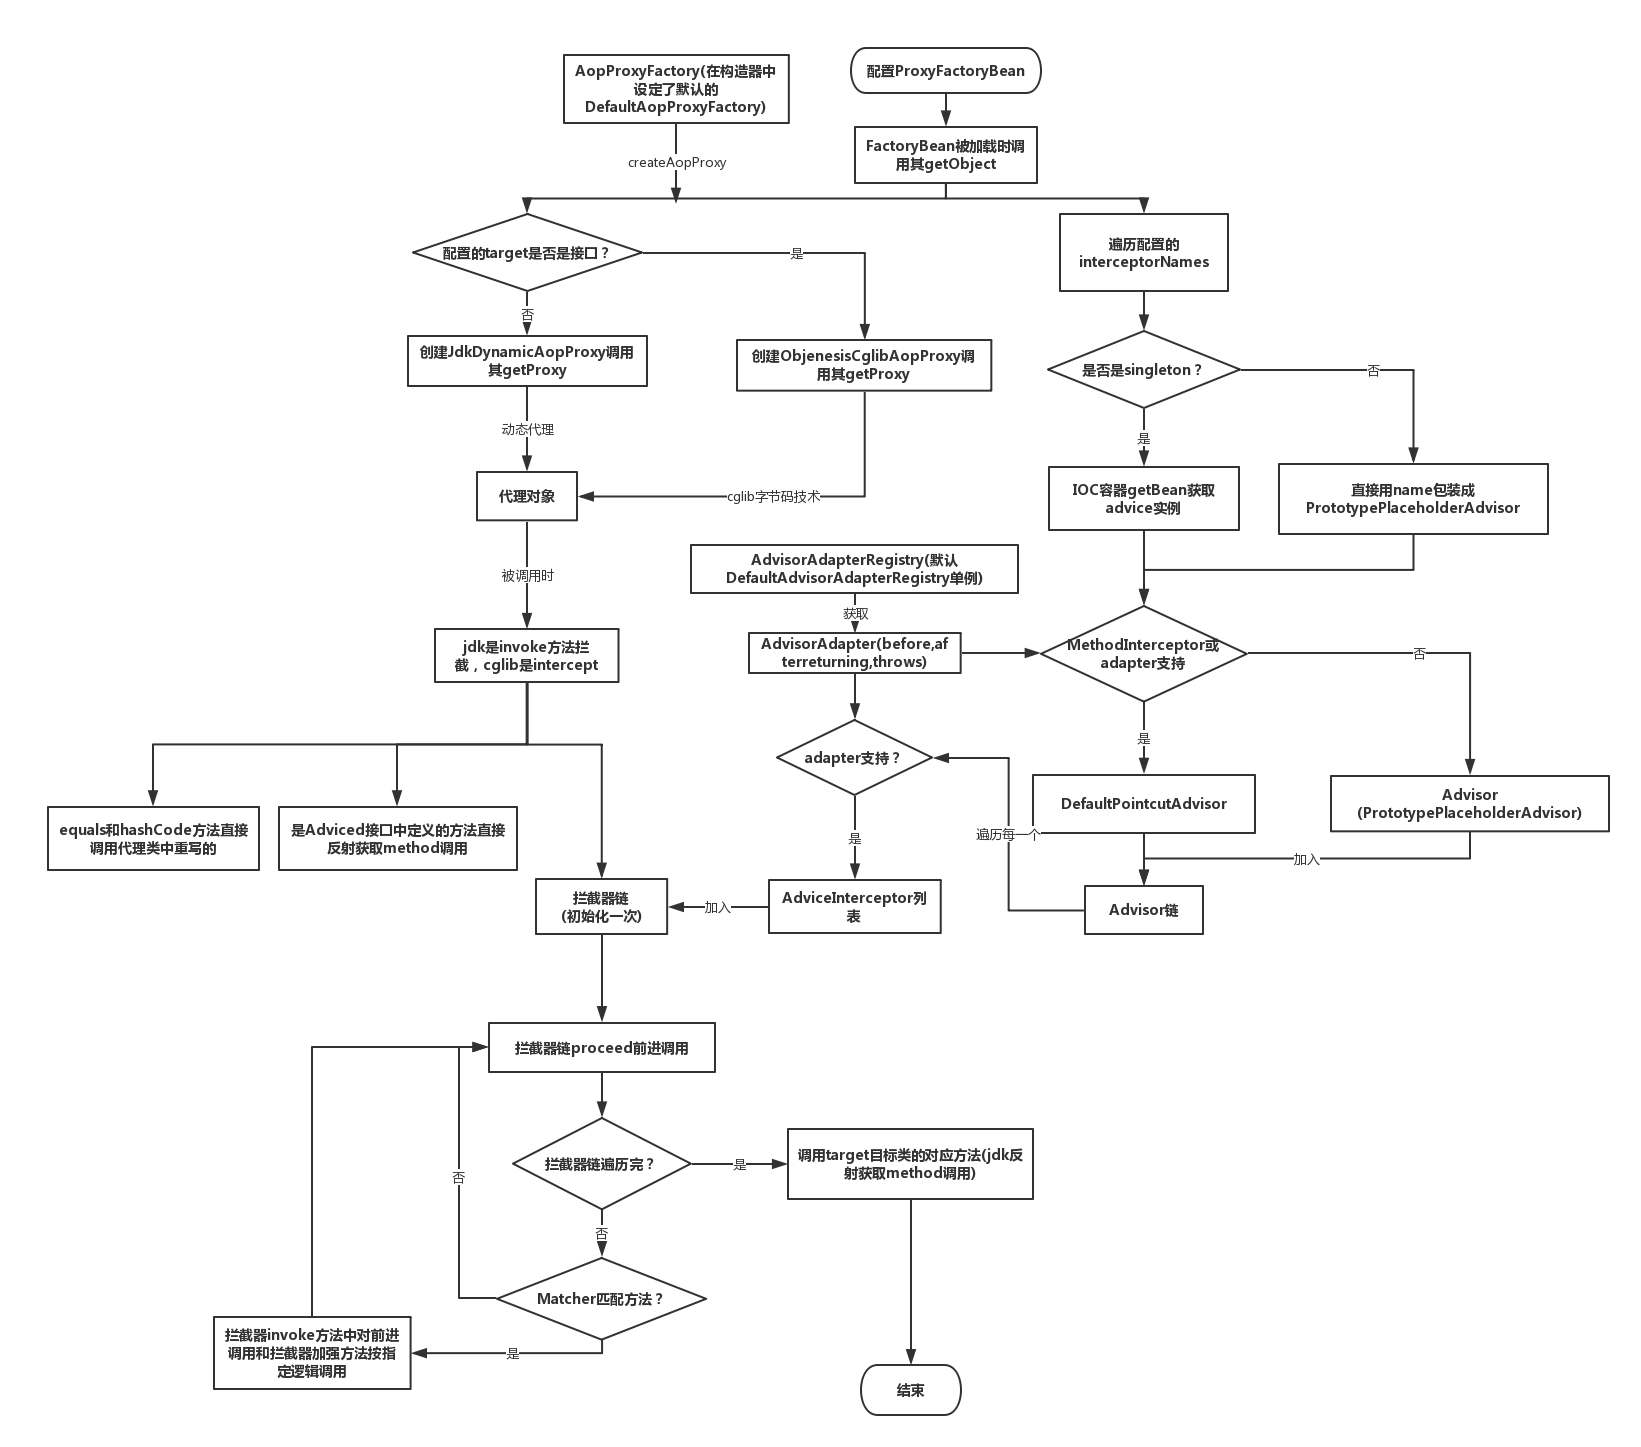 AopProxyFactory(在构造器中
设定了默认的
DefaultAopProxyFactory)
配置ProxyFactoryBean
FactoryBean被加载时调
用其getObject
createAopProxy
配置的target是否是接口？
是
遍历配置的
interceptorNames
否
创建JdkDynamicAopProxy调用
其getProxy
创建ObjenesisCglibAopProxy调
用其getProxy
是否是singleton？
否
动态代理
是
代理对象
cglib字节码技术
IOC容器getBean获取
advice实例
直接用name包装成
PrototypePlaceholderAdvisor
被调用时
AdvisorAdapterRegistry(默认
DefaultAdvisorAdapterRegistry单例)
获取
jdk是invoke方法拦
截，cglib是intercept
AdvisorAdapter(before,af
terreturning,throws)
MethodInterceptor或
adapter支持
否
是
adapter支持？
DefaultPointcutAdvisor
Advisor
(PrototypePlaceholderAdvisor)
equals和hashCode方法直接
调用代理类中重写的
是Adviced接口中定义的方法直接
反射获取method调用
是
遍历每一个
加入
拦截器链
(初始化一次)
加入
AdviceInterceptor列
表
Advisor链
拦截器链proceed前进调用
拦截器链遍历完？
是
调用target目标类的对应方法(jdk反
射获取method调用)
否
否
Matcher匹配方法？
拦截器invoke方法中对前进
调用和拦截器加强方法按指
定逻辑调用
是
结束